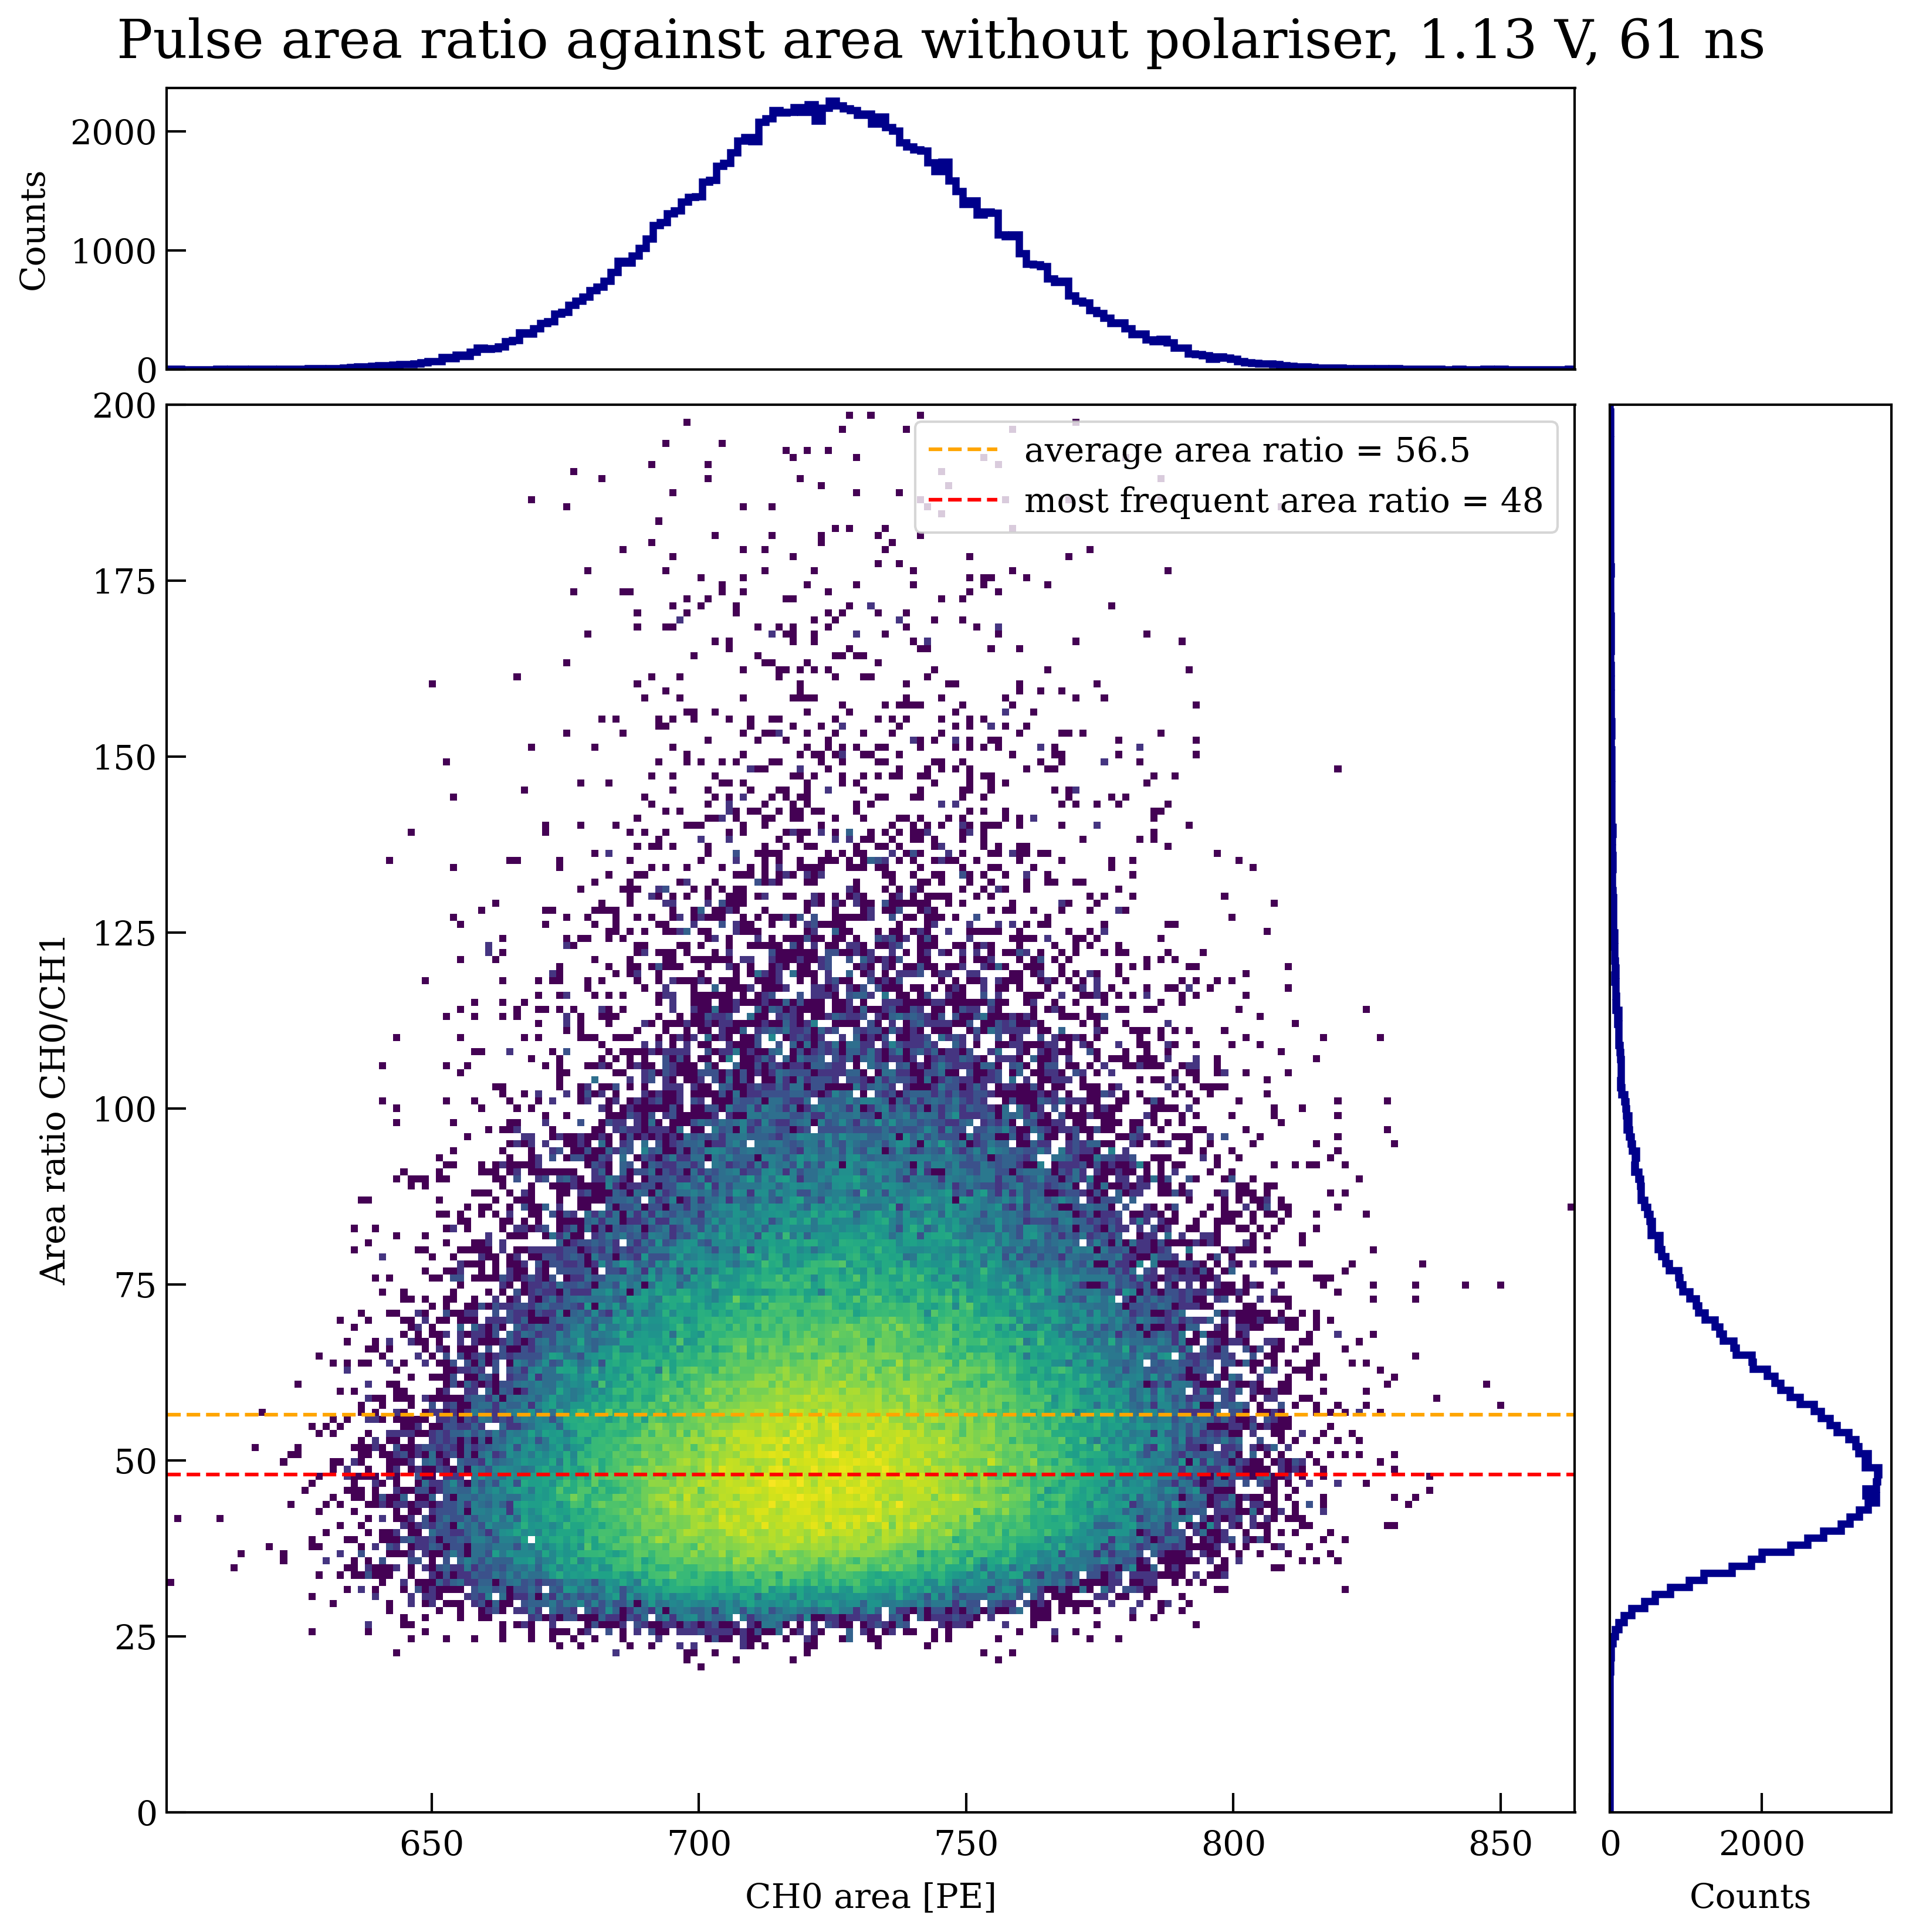 Pulse area ratio against area without polariser, 1.13 V, 61 ns
2000
1000
0
Counts
200
175
150
125
100
75
50
25
0
Area ratio CH0/CH1
average area ratio = 56.5
most frequent area ratio = 48
650 700 750 800 850
CH0 area [PE]
0 2000
Counts